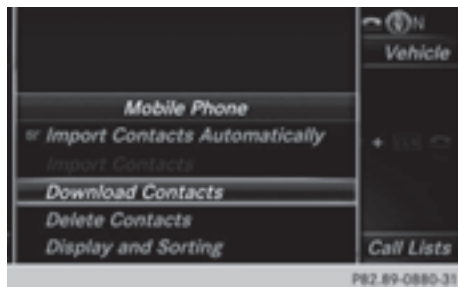 N
Vehicle
Mobile Phone
Import Contacts Automatically
Import Contacts
Download Contacts
Delete Contacts
Display and Sorting
Call Lists
P82.89-0880-31